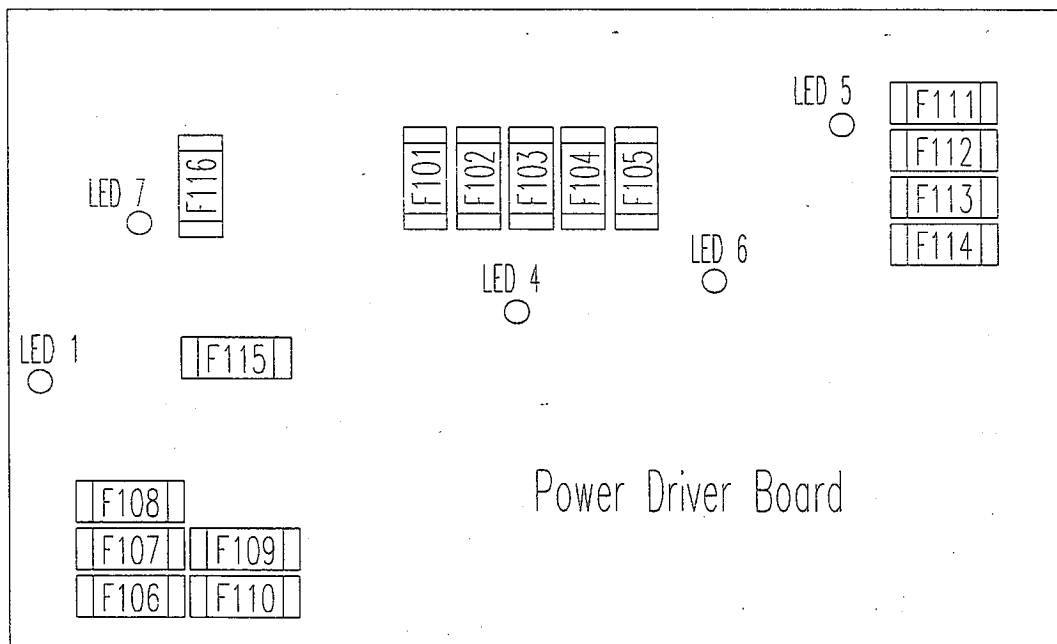 LED 5
F111
F112
F113
F114
LED 7
F116
F101
F102
F103
F104
F105
LED 6
LED 4
LED 1
F115
Power Driver Board
F108
F107
F109
F106
F110